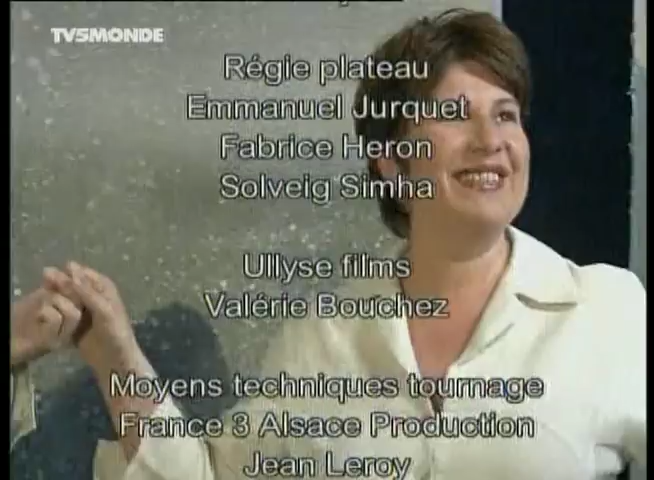 TV5MONDE
Régie plateau
Emmanuel Jurquet
Fabrice Heron
Solveig Simha
Ullyse films
Valérie Bouchez
Moyens techniques tournage
France 3 Alsace Production
Jean Leroy